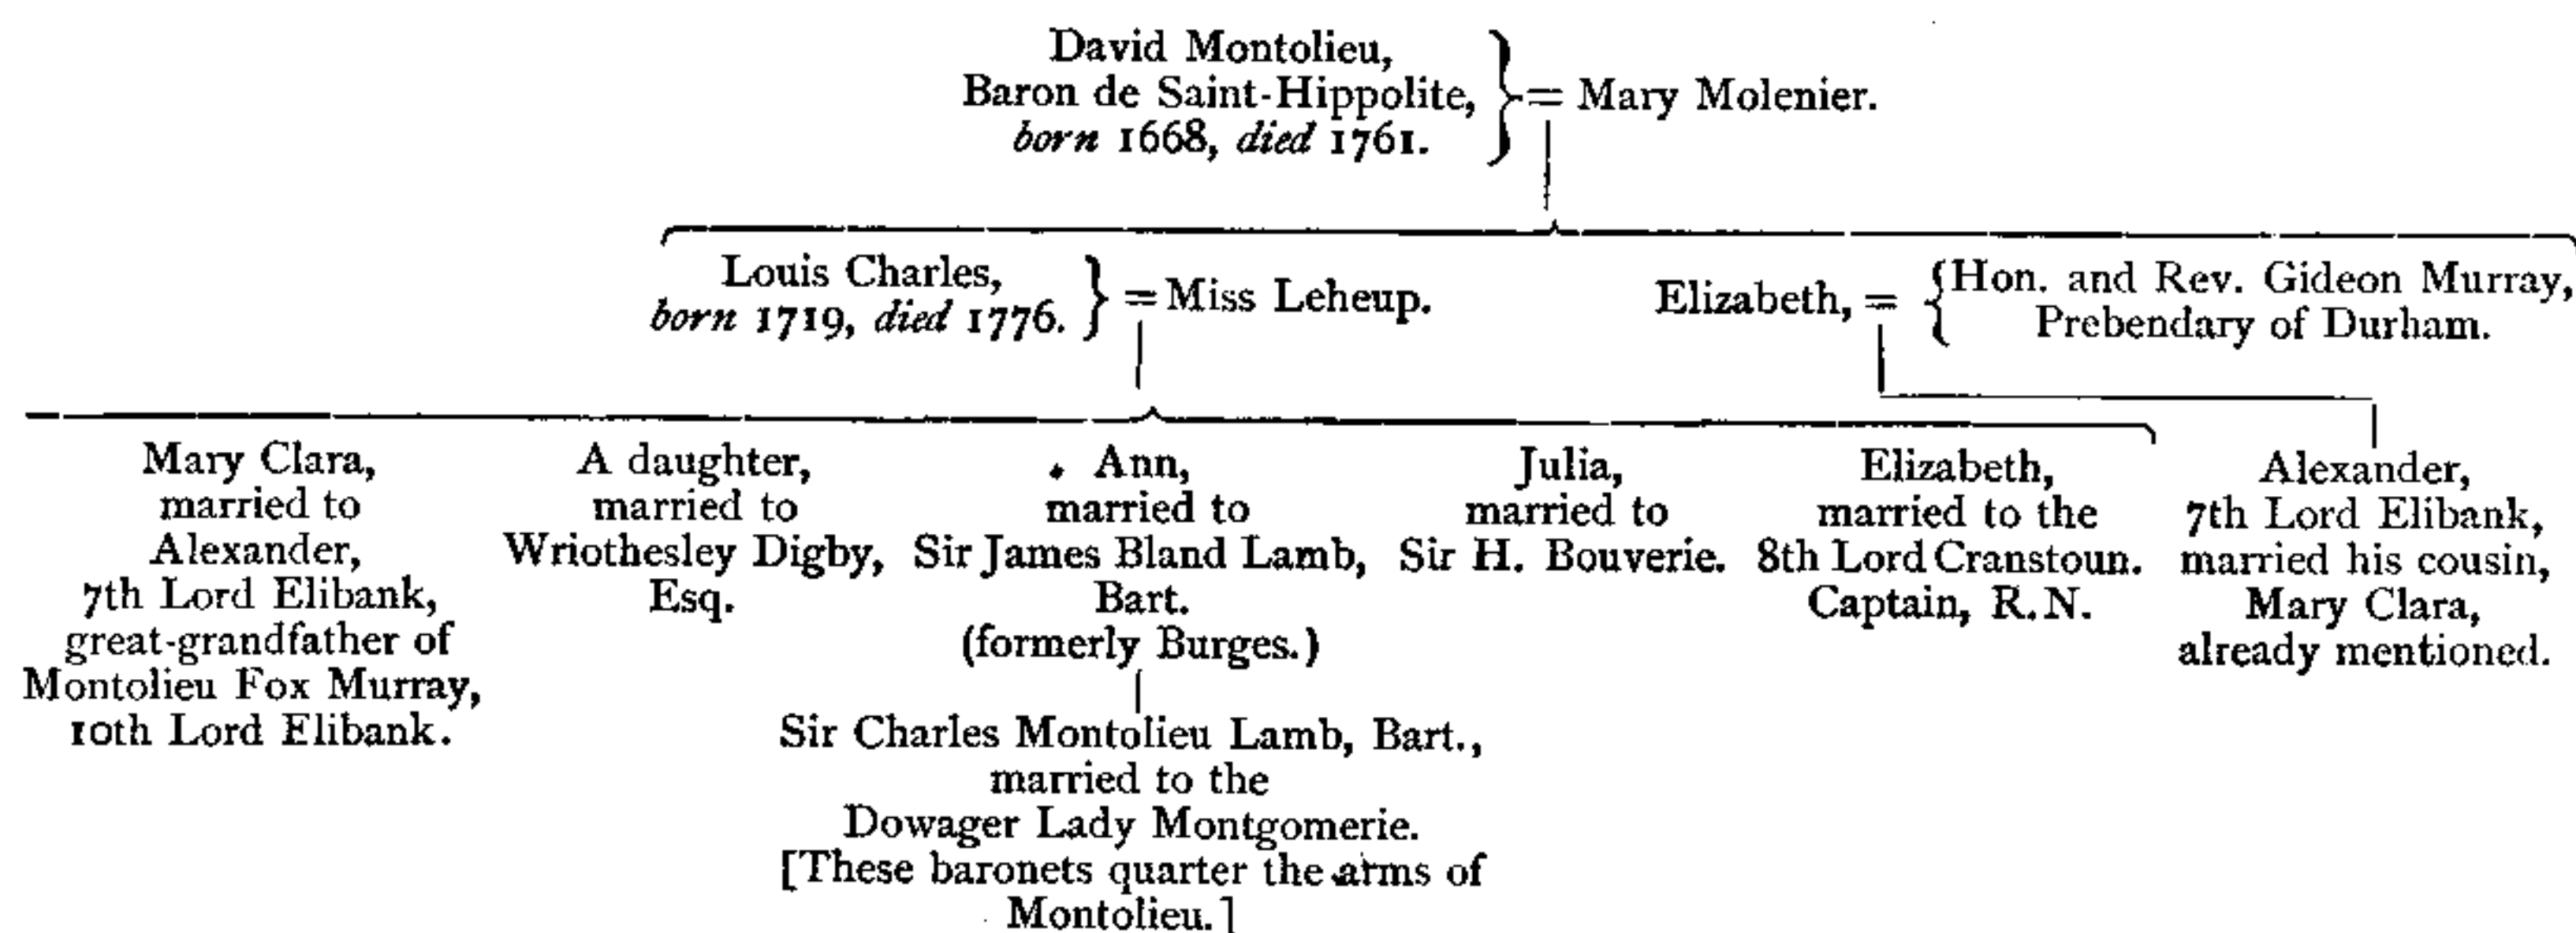 David Montolieu,
Baron de Saint-Hippolite,
born 1668, died 1761.
= Mary Molenier.
Louis Charles,
born 1719, died 1776.
= Miss Leheup.
Elizabeth, =
Hon. and Rev. Gideon Murray,
Prebendary of Durham.
Mary Clara,
married to
Alexander,
7th Lord Elibank,
great-grandfather of
Montolieu Fox Murray,
10th Lord Elibank.
A daughter,
married to
Wriothesley Digby,
Esq.
Ann,
married to
Sir James Bland Lamb,
Bart.
(formerly Burges.)
Sir Charles Montolieu Lamb, Bart.,
married to the
Dowager Lady Montgomerie.
[These baronets quarter the arms of
Montolieu.]
Julia,
married to
Sir H. Bouverie.
Elizabeth,
married to the
8th Lord Cranstoun.
Captain, R.N.
Alexander,
7th Lord Elibank,
married his cousin,
Mary Clara,
already mentioned.